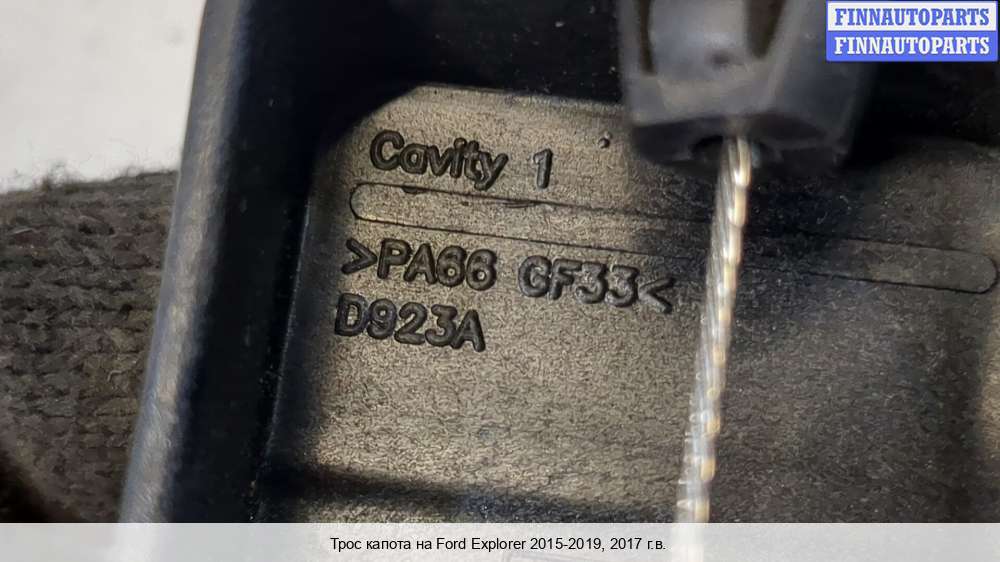 FINNAUTOPARTS
FINNAUTOPARTS
Cavity 1
>PA66 GF33<
D923A
Трос капота на Ford Explorer 2015-2019, 2017 г.в.